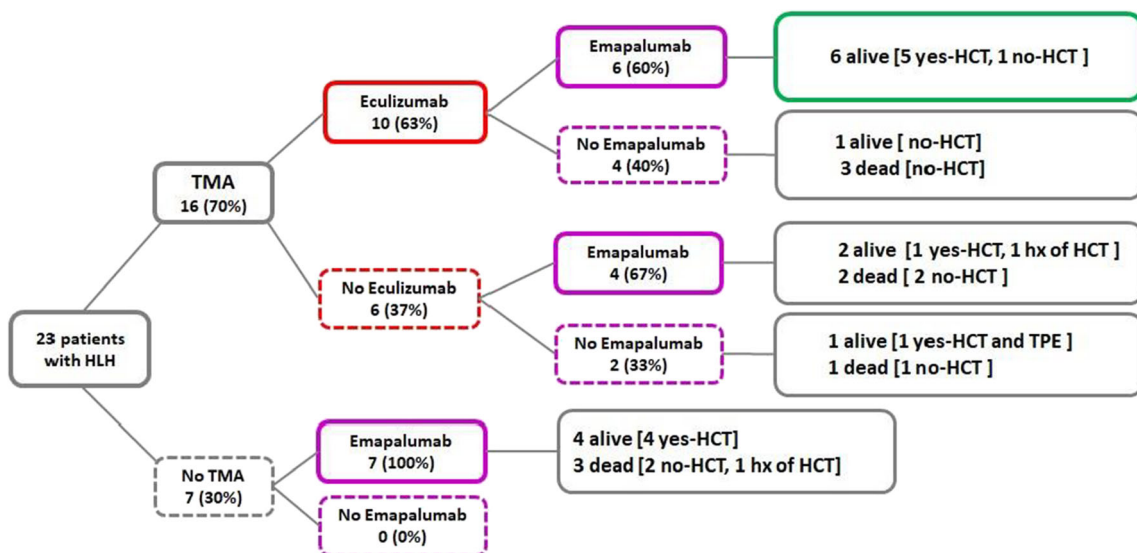 23 patients
with HLH
TMA
16 (70%)
Eculizumab
10 (63%)
Emapalumab
6 (60%)
6 alive [5 yes-HCT, 1 no-HCT ]
No Emapalumab
4 (40%)
1 alive [ no-HCT]
3 dead [no-HCT]
No Eculizumab
6 (37%)
Emapalumab
4 (67%)
2 alive [1 yes-HCT, 1 hx of HCT ]
2 dead [ 2 no-HCT ]
No Emapalumab
2 (33%)
1 alive [1 yes-HCT and TPE ]
1 dead [1 no-HCT ]
No TMA
7 (30%)
Emapalumab
7 (100%)
4 alive [4 yes-HCT]
3 dead [2 no-HCT, 1 hx of HCT]
No Emapalumab
0 (0%)